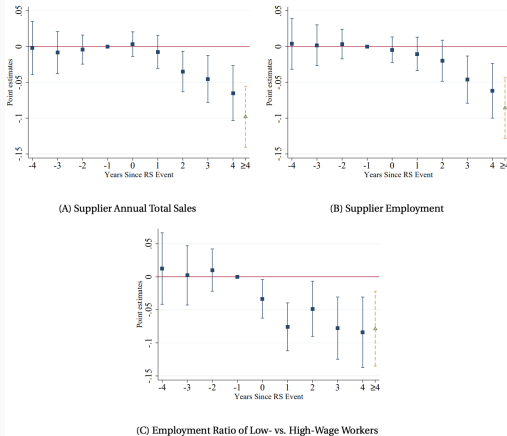 .05
0
-.05
-.1
-.15
Point estimates
-4 -3 -2 -1 0 1 2 3 4 ≥4
Years Since RS Event
(A) Supplier Annual Total Sales
.05
0
-.05
-.1
-.15
Point estimates
-4 -3 -2 -1 0 1 2 3 4 ≥4
Years Since RS Event
(B) Supplier Employment
.05
0
-.05
-.1
-.15
Point estimates
-4 -3 -2 -1 0 1 2 3 4 ≥4
Years Since RS Event
(C) Employment Ratio of Low- vs. High-Wage Workers